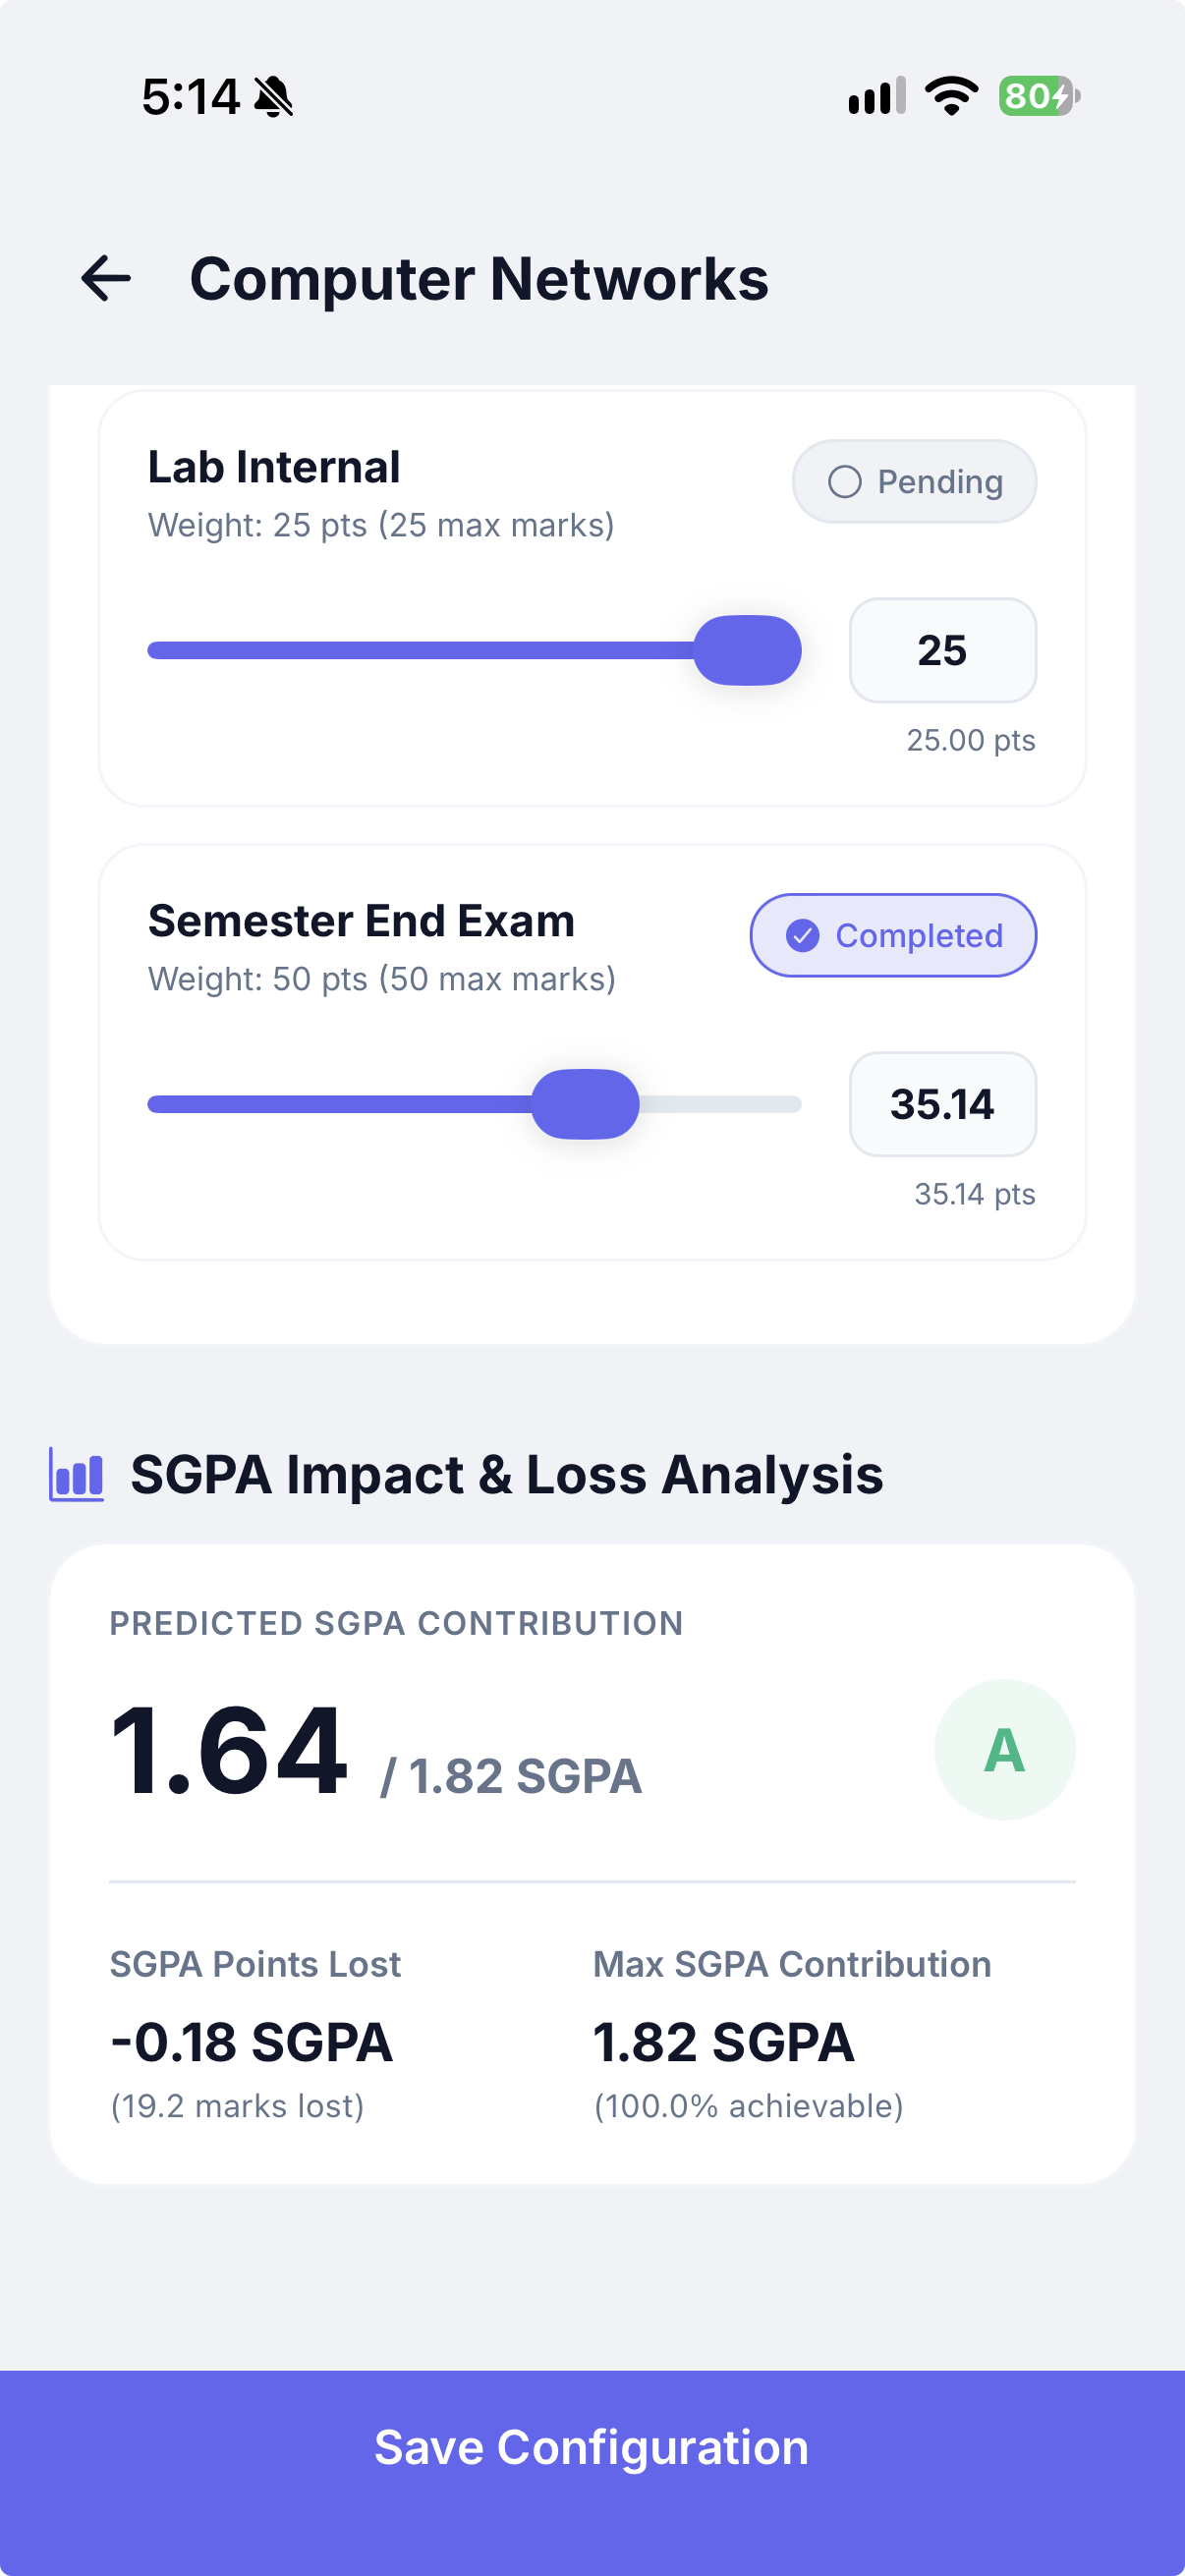 5:14
80
Computer Networks
Lab Internal
Pending
Weight: 25 pts (25 max marks)
25
25.00 pts
Semester End Exam
Completed
Weight: 50 pts (50 max marks)
35.14
35.14 pts
SGPA Impact & Loss Analysis
PREDICTED SGPA CONTRIBUTION
1.64 / 1.82 SGPA
A
SGPA Points Lost
-0.18 SGPA
(19.2 marks lost)
Max SGPA Contribution
1.82 SGPA
(100.0% achievable)
Save Configuration